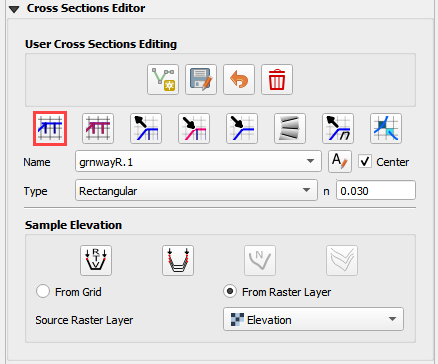 Cross Sections Editor
User Cross Sections Editing
Name grnwayR.1 A Center
Type Rectangular n 0.030
Sample Elevation
R T V N
From Grid From Raster Layer
Source Raster Layer Elevation